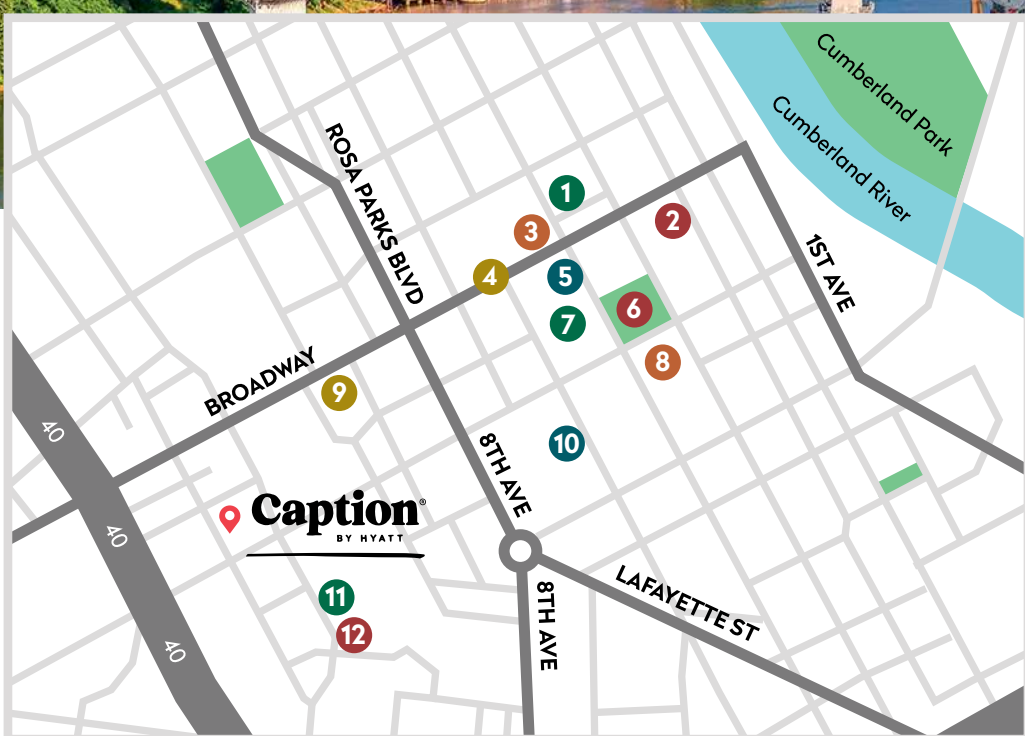 Cumberland Park
Cumberland River
ROSA PARKS BLVD
1
2
3
4
5
1ST AVE
6
7
8
BROADWAY
9
40
8TH AVE
10
Caption®
BY HYATT
40
8TH AVE
LAFAYETTE ST
11
12
40